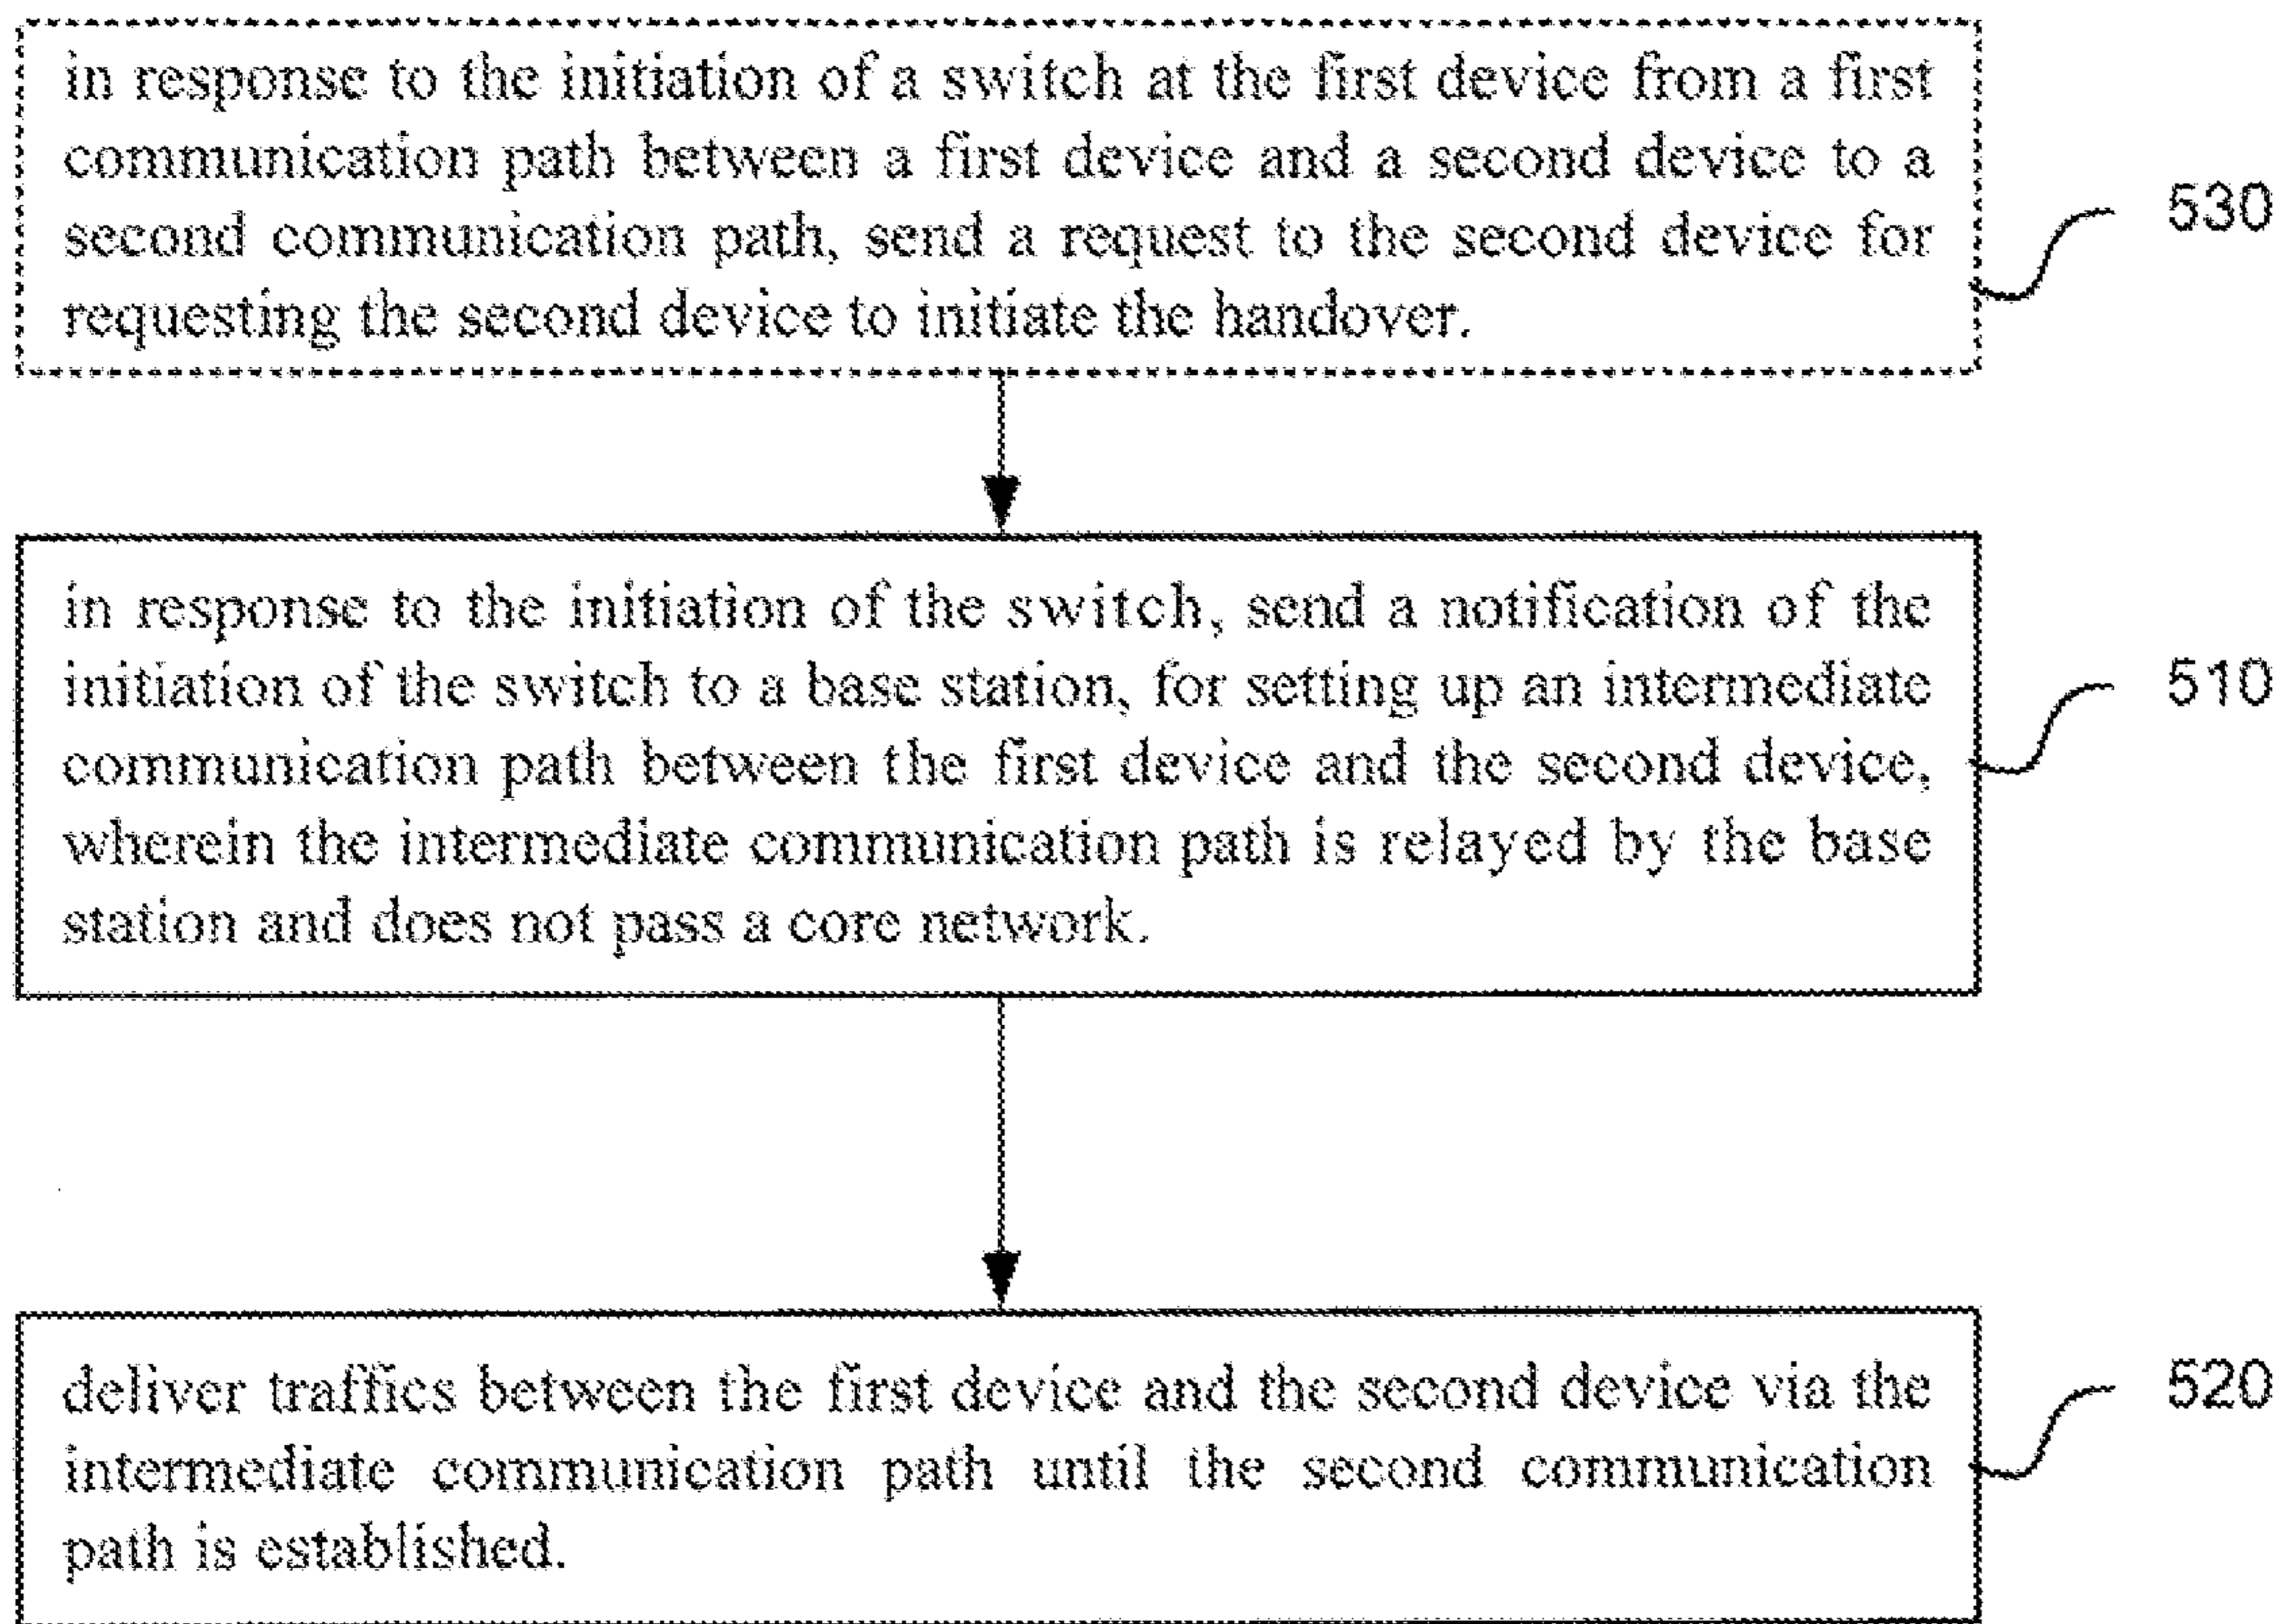 in response to the initiation of a switch at the first device from a first
communication path between a first device and a second device to a
second communication path, send a request to the second device for
requesting the second device to initiate the handover.
530
in response to the initiation of the switch, send a notification of the
initiation of the switch to a base station, for setting up an intermediate
communication path between the first device and the second device,
wherein the intermediate communication path is relayed by the base
station and does not pass a core network.
510
deliver traffics between the first device and the second device via the
intermediate communication path until the second communication
path is established.
520